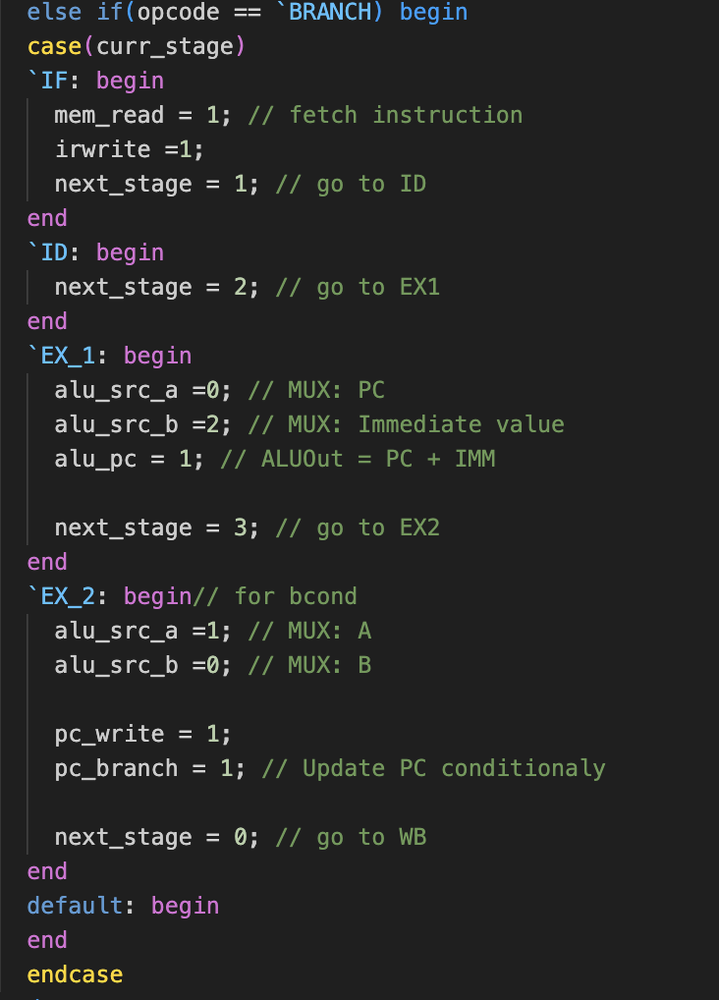 else if(opcode == `BRANCH) begin
case(curr_stage)
`IF: begin
mem_read = 1; // fetch instruction
irwrite =1;
next_stage = 1; // go to ID
end
`ID: begin
next_stage = 2; // go to EX1
end
`EX_1: begin
alu_src_a =0; // MUX: PC
alu_src_b =2; // MUX: Immediate value
alu_pc = 1; // ALUOut = PC + IMM
next_stage = 3; // go to EX2
end
`EX_2: begin// for bcond
alu_src_a =1; // MUX: A
alu_src_b =0; // MUX: B
pc_write = 1;
pc_branch = 1; // Update PC conditionaly
next_stage = 0; // go to WB
end
default: begin
end
endcase